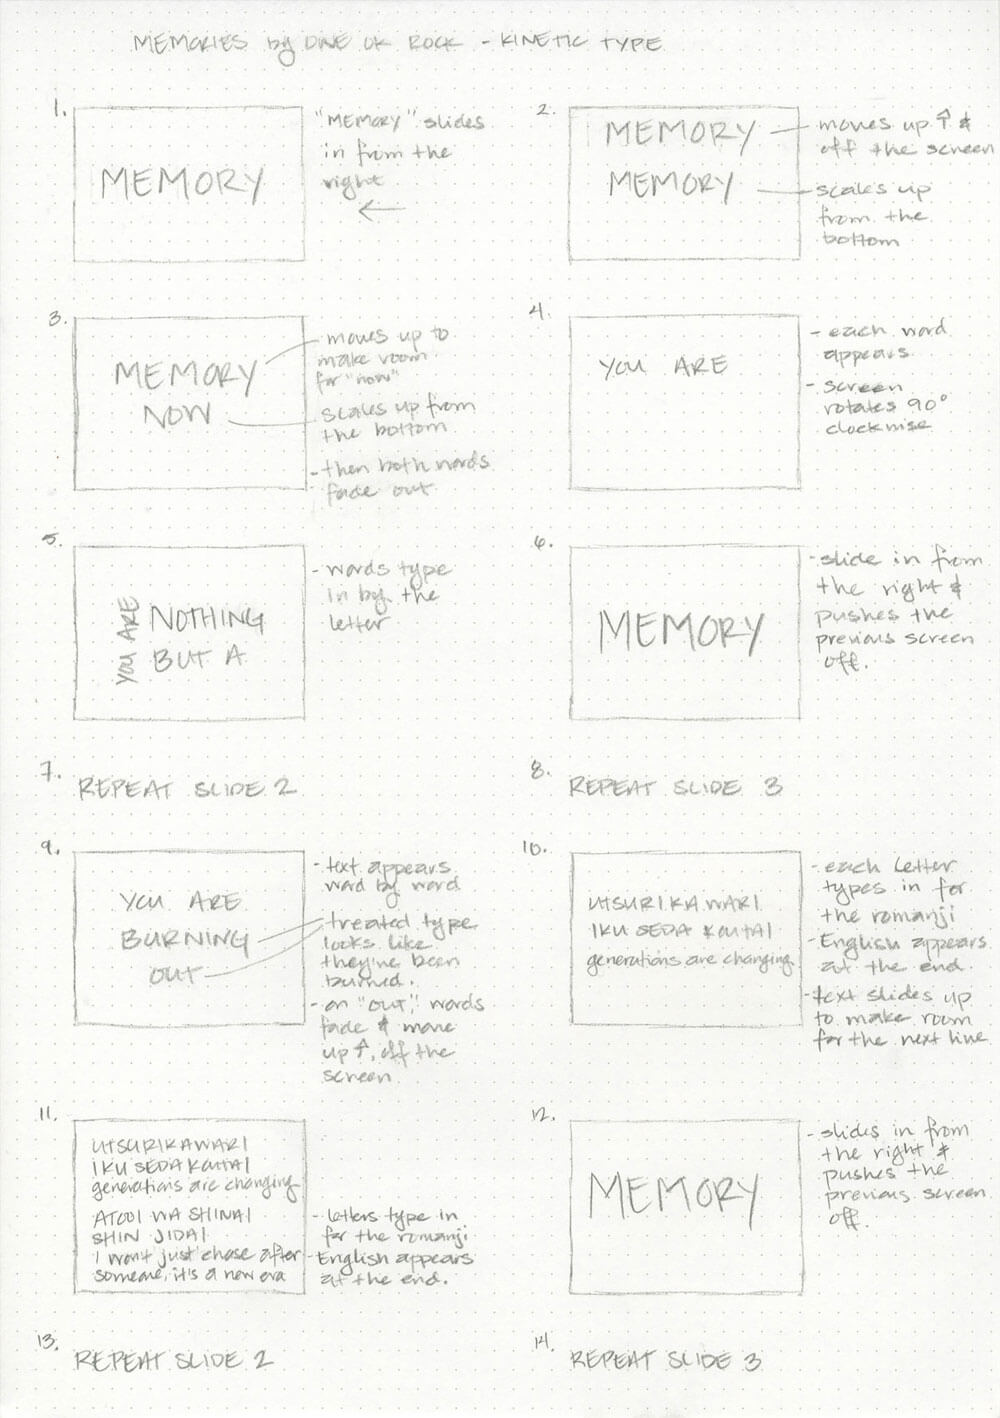 MEMORIES by ONE OK ROCK - KINETIC TYPE
1.
MEMORY
"MEMORY" slides
in from the
right
←
2.
MEMORY
MEMORY
moves up ↑ &
off the screen
scales up
from the
bottom
3.
MEMORY
NOW
- moves up to
make room
for "now"
scales up from
the bottom
- then both words
fade out
4.
YOU ARE
- each word
appears
- screen
rotates 90°
clockwise
5.
YOU ARE
NOTHING
BUT A
- words type
in by the
letter
6.
MEMORY
- slide in from
the right &
pushes the
previous screen
off.
7.
REPEAT SLIDE 2
8.
REPEAT SLIDE 3
9.
YOU ARE
BURNING
OUT
- text appears
word by word
- treated type
looks like
they've been
burned.
- on "out," words
fade & move
up ↑, off the
screen
10.
UTSURIKAWARI
IKU SEDA KOUTAI
generations are changing
- each letter
types in for
the romanji
- English appears
at the end.
- text slides up
to make room
for the next line
11.
UTSURIKAWARI
IKU SEDA KOUTAI
generations are changing
ATOOI WA SHINAI
SHIN JIDAI
I won't just chase after
someone, it's a new era
- letters type in
for the romanji
- English appears
at the end.
12.
MEMORY
- slides in from
the right &
pushes the
previous screen
off.
13.
REPEAT SLIDE 2
14.
REPEAT SLIDE 3